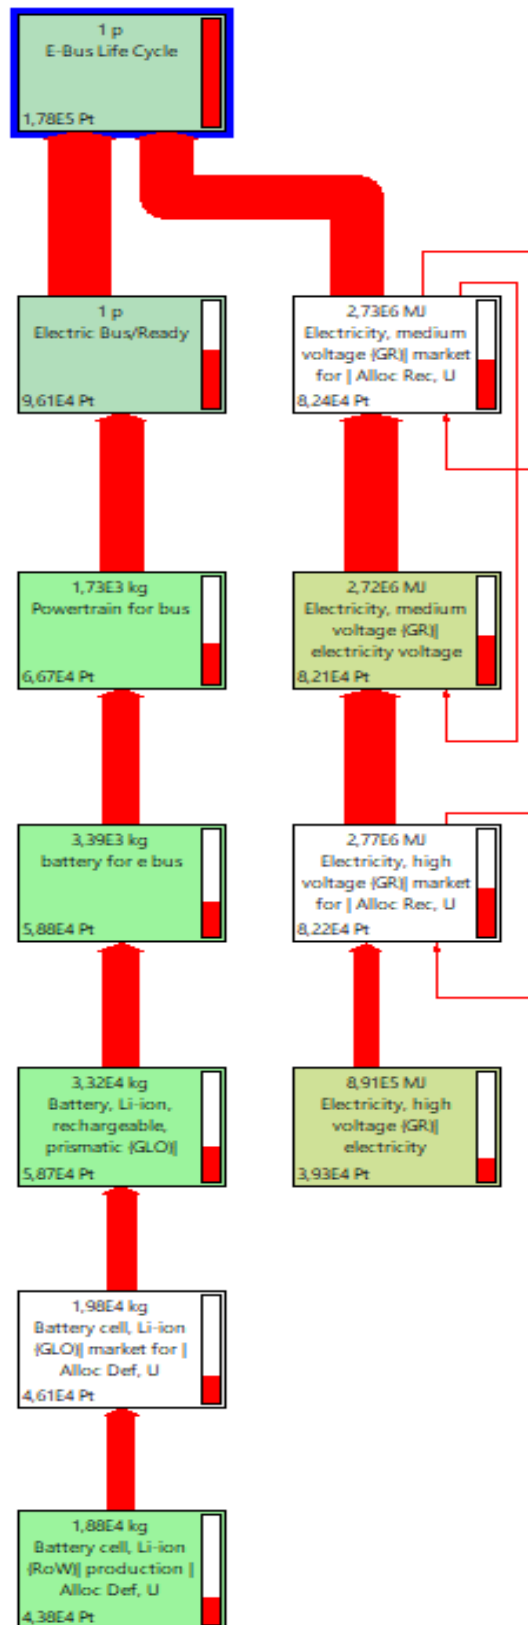 1 p
E-Bus Life Cycle
1,78E5 Pt
1 p
Electric Bus/Ready
9,61E4 Pt
2,73E6 MJ
Electricity, medium
voltage {GR}| market
for | Alloc Rec, U
8,24E4 Pt
1,73E3 kg
Powertrain for bus
6,67E4 Pt
2,72E6 MJ
Electricity, medium
voltage {GR}|
electricity voltage
8,21E4 Pt
3,39E3 kg
battery for e bus
5,88E4 Pt
2,77E6 MJ
Electricity, high
voltage {GR}| market
for | Alloc Rec, U
8,22E4 Pt
3,32E4 kg
Battery, Li-ion,
rechargeable,
prismatic {GLO}|
5,87E4 Pt
8,91E5 MJ
Electricity, high
voltage {GR}|
electricity
3,93E4 Pt
1,98E4 kg
Battery cell, Li-ion
{GLO}| market for |
Alloc Def, U
4,61E4 Pt
1,88E4 kg
Battery cell, Li-ion
{RoW}| production |
Alloc Def, U
4,38E4 Pt